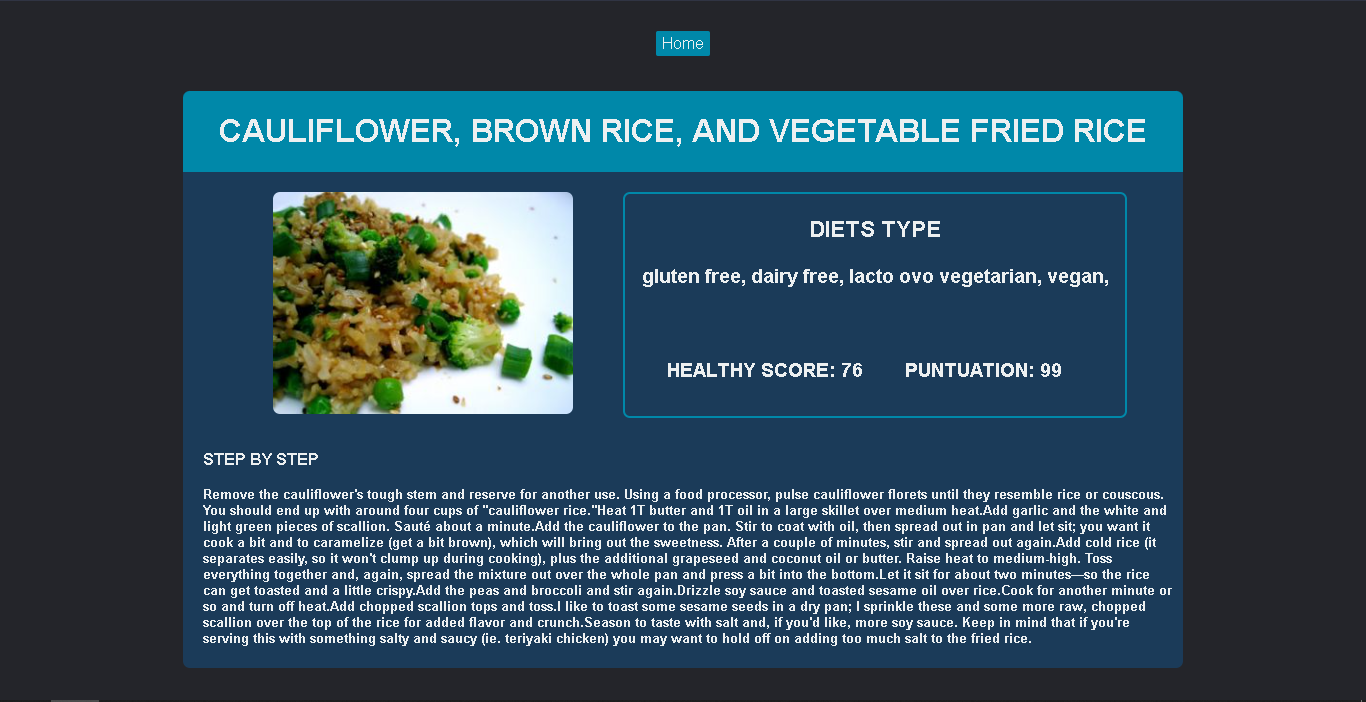 Home
CAULIFLOWER, BROWN RICE, AND VEGETABLE FRIED RICE
DIETS TYPE
gluten free, dairy free, lacto ovo vegetarian, vegan,
HEALTHY SCORE: 76 PUNTUATION: 99
STEP BY STEP
Remove the cauliflower's tough stem and reserve for another use. Using a food processor, pulse cauliflower florets until they resemble rice or couscous.
You should end up with around four cups of "cauliflower rice."Heat 1T butter and 1T oil in a large skillet over medium heat.Add garlic and the white and
light green pieces of scallion. Sauté about a minute.Add the cauliflower to the pan. Stir to coat with oil, then spread out in pan and let sit; you want it
cook a bit and to caramelize (get a bit brown), which will bring out the sweetness. After a couple of minutes, stir and spread out again.Add cold rice (it
separates easily, so it won't clump up during cooking), plus the additional grapeseed and coconut oil or butter. Raise heat to medium-high. Toss
everything together and, again, spread the mixture out over the whole pan and press a bit into the bottom.Let it sit for about two minutes—so the rice
can get toasted and a little crispy.Add the peas and broccoli and stir again.Drizzle soy sauce and toasted sesame oil over rice.Cook for another minute or
so and turn off heat.Add chopped scallion tops and toss.I like to toast some sesame seeds in a dry pan; I sprinkle these and some more raw, chopped
scallion over the top of the rice for added flavor and crunch.Season to taste with salt and, if you'd like, more soy sauce. Keep in mind that if you're
serving this with something salty and saucy (ie. teriyaki chicken) you may want to hold off on adding too much salt to the fried rice.